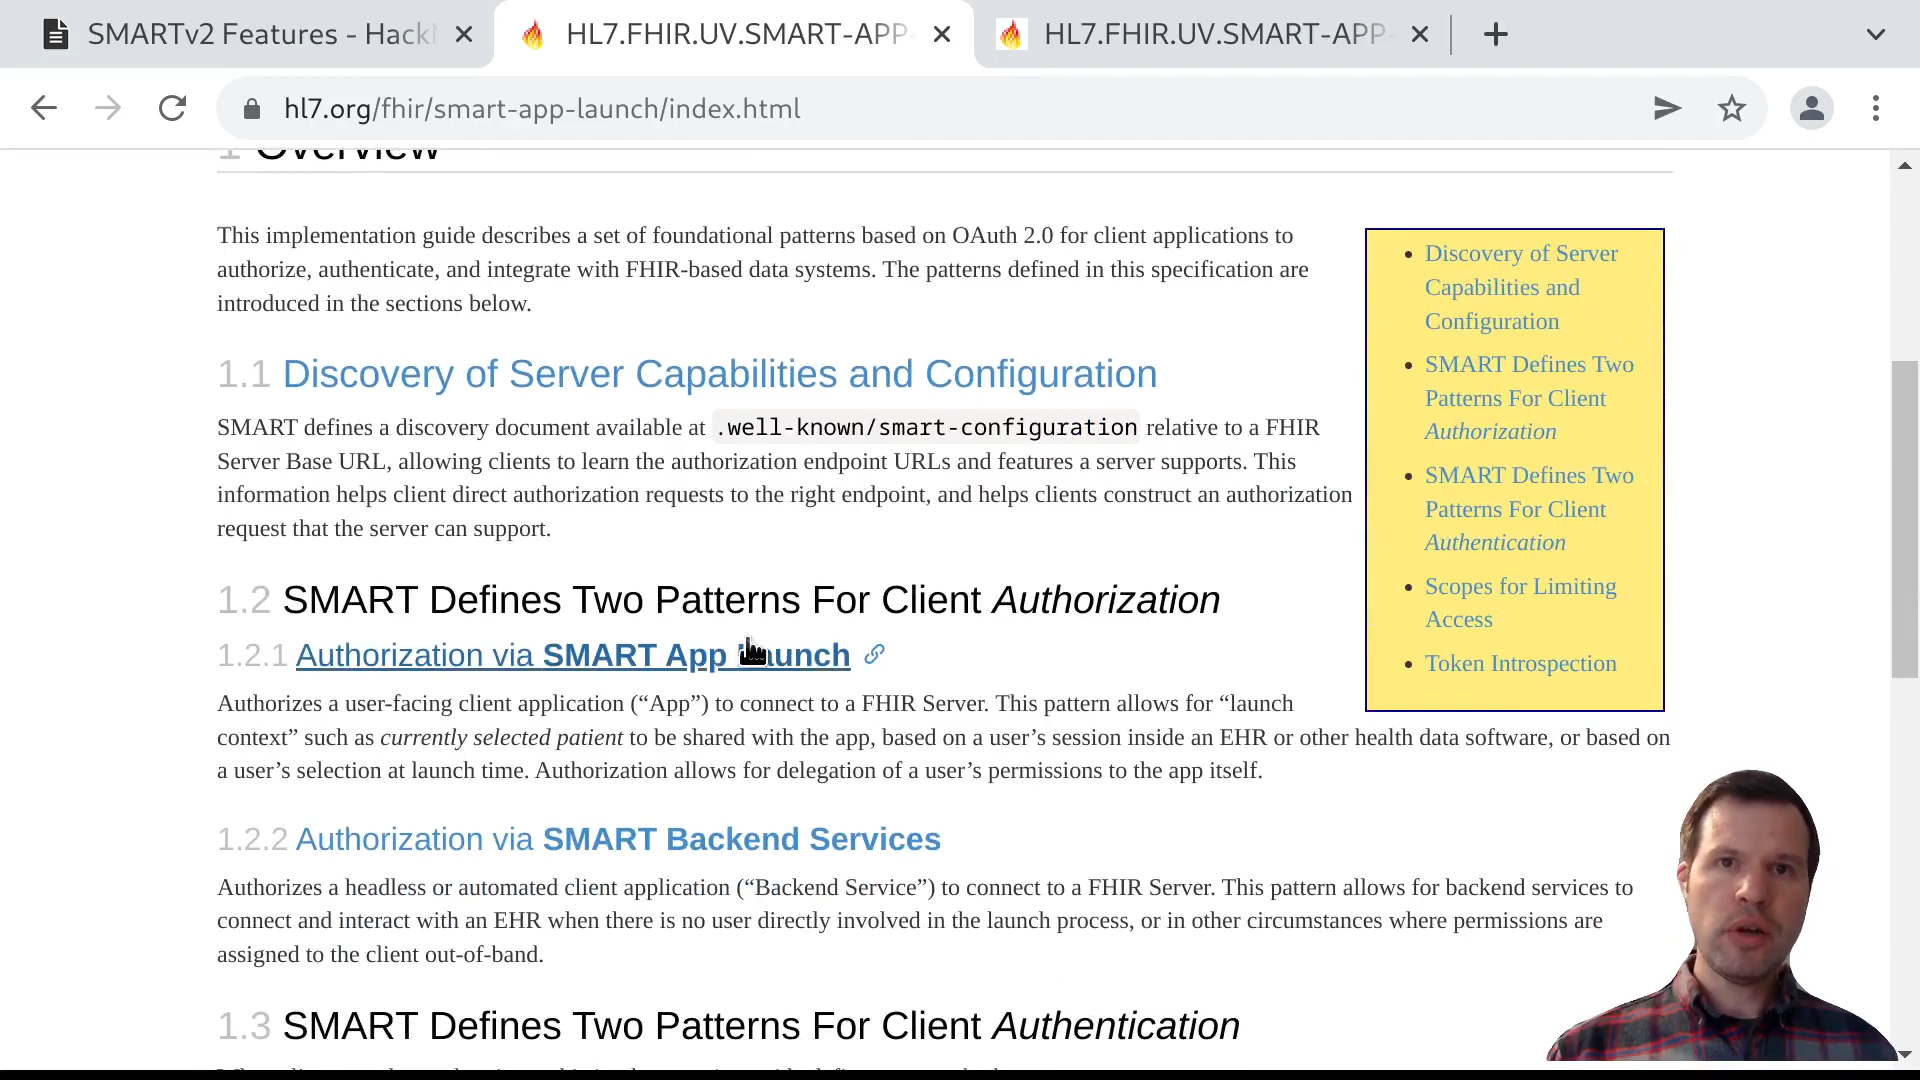 SMARTv2 Features - Hack
HL7.FHIR.UV.SMART-APP-
HL7.FHIR.UV.SMART-APP-
hl7.org/fhir/smart-app-launch/index.html
1 Overview
This implementation guide describes a set of foundational patterns based on OAuth 2.0 for client applications to
authorize, authenticate, and integrate with FHIR-based data systems. The patterns defined in this specification are
introduced in the sections below.
Discovery of Server
Capabilities and
Configuration
SMART Defines Two
Patterns For Client
Authorization
SMART Defines Two
Patterns For Client
Authentication
Scopes for Limiting
Access
Token Introspection
1.1 Discovery of Server Capabilities and Configuration
SMART defines a discovery document available at .well-known/smart-configuration relative to a FHIR
Server Base URL, allowing clients to learn the authorization endpoint URLs and features a server supports. This
information helps client direct authorization requests to the right endpoint, and helps clients construct an authorization
request that the server can support.
1.2 SMART Defines Two Patterns For Client Authorization
1.2.1 Authorization via SMART App Launch
Authorizes a user-facing client application (“App”) to connect to a FHIR Server. This pattern allows for “launch
context” such as currently selected patient to be shared with the app, based on a user’s session inside an EHR or other health data software, or based on
a user’s selection at launch time. Authorization allows for delegation of a user’s permissions to the app itself.
1.2.2 Authorization via SMART Backend Services
Authorizes a headless or automated client application (“Backend Service”) to connect to a FHIR Server. This pattern allows for backend services to
connect and interact with an EHR when there is no user directly involved in the launch process, or in other circumstances where permissions are
assigned to the client out-of-band.
1.3 SMART Defines Two Patterns For Client Authentication